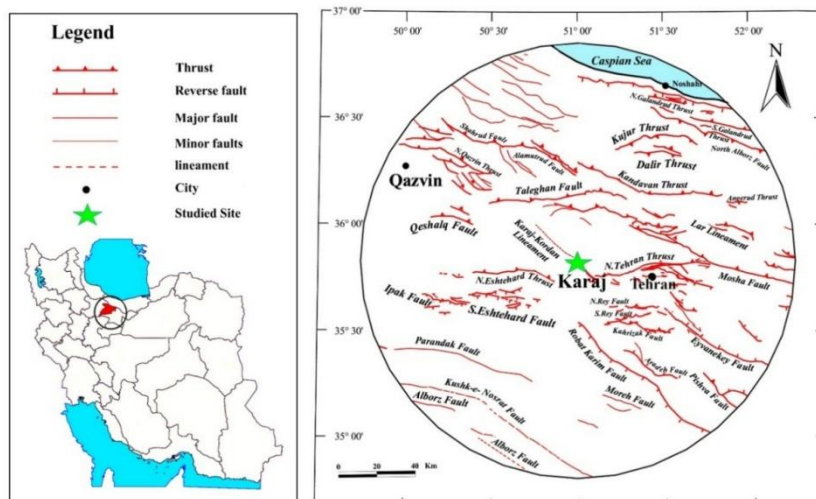 Legend
Thrust
Reverse fault
Major fault
Minor faults
lineament
City
Studied Site
50° 00'
50° 30'
51° 00'
51° 30'
52° 00'
37° 00'
36° 30'
36° 00'
35° 30'
35° 00'
N
Caspian Sea
Noshahr
N.Galandrud Thrust
S.Galandrud
Thrust
North Alborz Fault
Kujur Thrust
Dalir Thrust
Shahrud Fault
Alamutrud Fault
N.Qazvin Thrust
Qazvin
Kandavan Thrust
Taleghan Fault
Angurud Thrust
Qeshalq Fault
Karaj-Kordan
Lineament
Lar Lineament
N.Tehran Thrust
Karaj
Tehran
Mosha Fault
N.Eshtehard Thrust
Ipak Fault
S.Eshtehard Fault
N.Rey Fault
S.Rey Fault
Kahrizak Fault
Eyvanekey Fault
Robat Karim Fault
Pishva Fault
Moreh Fault
Parandak Fault
Kushk-e- Nosrat Fault
Alborz Fault
Alborz Fault
0 20 40
Km